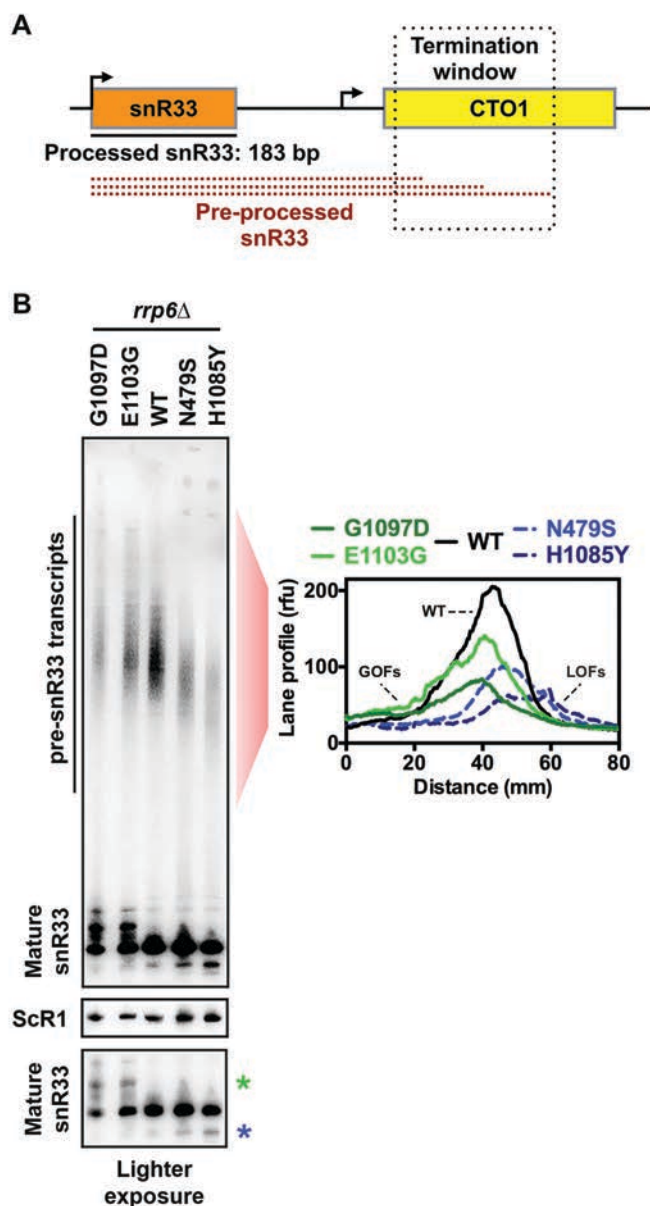 A
Termination
window
snR33
CTO1
Processed snR33: 183 bp
Pre-processed
snR33
B
rrp6Δ
G1097D
E1103G
WT
N479S
H1085Y
pre-snR33 transcripts
Mature
snR33
ScR1
Mature
snR33
*
*
Lighter
exposure
G1097D
E1103G
WT
N479S
H1085Y
Lane profile (rfu)
200
100
0
WT
GOFs
LOFs
0 20 40 60 80
Distance (mm)